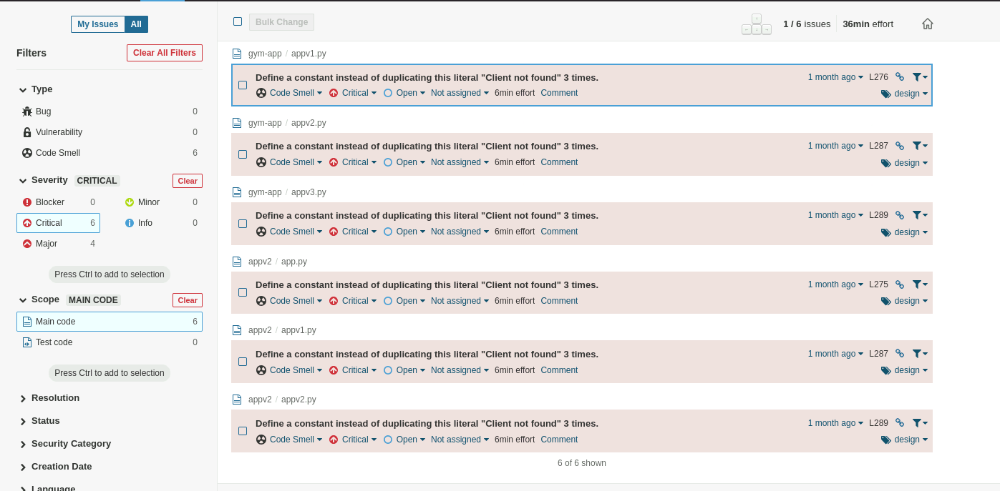 My Issues All
Filters Clear All Filters
Type
Bug 0
Vulnerability 0
Code Smell 6
Severity CRITICAL Clear
Blocker 0 Minor 0
Critical 6 Info 0
Major 4
Press Ctrl to add to selection
Scope MAIN CODE Clear
Main code 6
Test code 0
Press Ctrl to add to selection
Resolution
Status
Security Category
Creation Date
Language
Bulk Change 1 / 6 issues 36min effort
gym-app / appv1.py
Define a constant instead of duplicating this literal "Client not found" 3 times. 1 month ago L276
Code Smell Critical Open Not assigned 6min effort Comment design
gym-app / appv2.py
Define a constant instead of duplicating this literal "Client not found" 3 times. 1 month ago L287
Code Smell Critical Open Not assigned 6min effort Comment design
gym-app / appv3.py
Define a constant instead of duplicating this literal "Client not found" 3 times. 1 month ago L289
Code Smell Critical Open Not assigned 6min effort Comment design
appv2 / app.py
Define a constant instead of duplicating this literal "Client not found" 3 times. 1 month ago L275
Code Smell Critical Open Not assigned 6min effort Comment design
appv2 / appv1.py
Define a constant instead of duplicating this literal "Client not found" 3 times. 1 month ago L287
Code Smell Critical Open Not assigned 6min effort Comment design
appv2 / appv2.py
Define a constant instead of duplicating this literal "Client not found" 3 times. 1 month ago L289
Code Smell Critical Open Not assigned 6min effort Comment design
6 of 6 shown